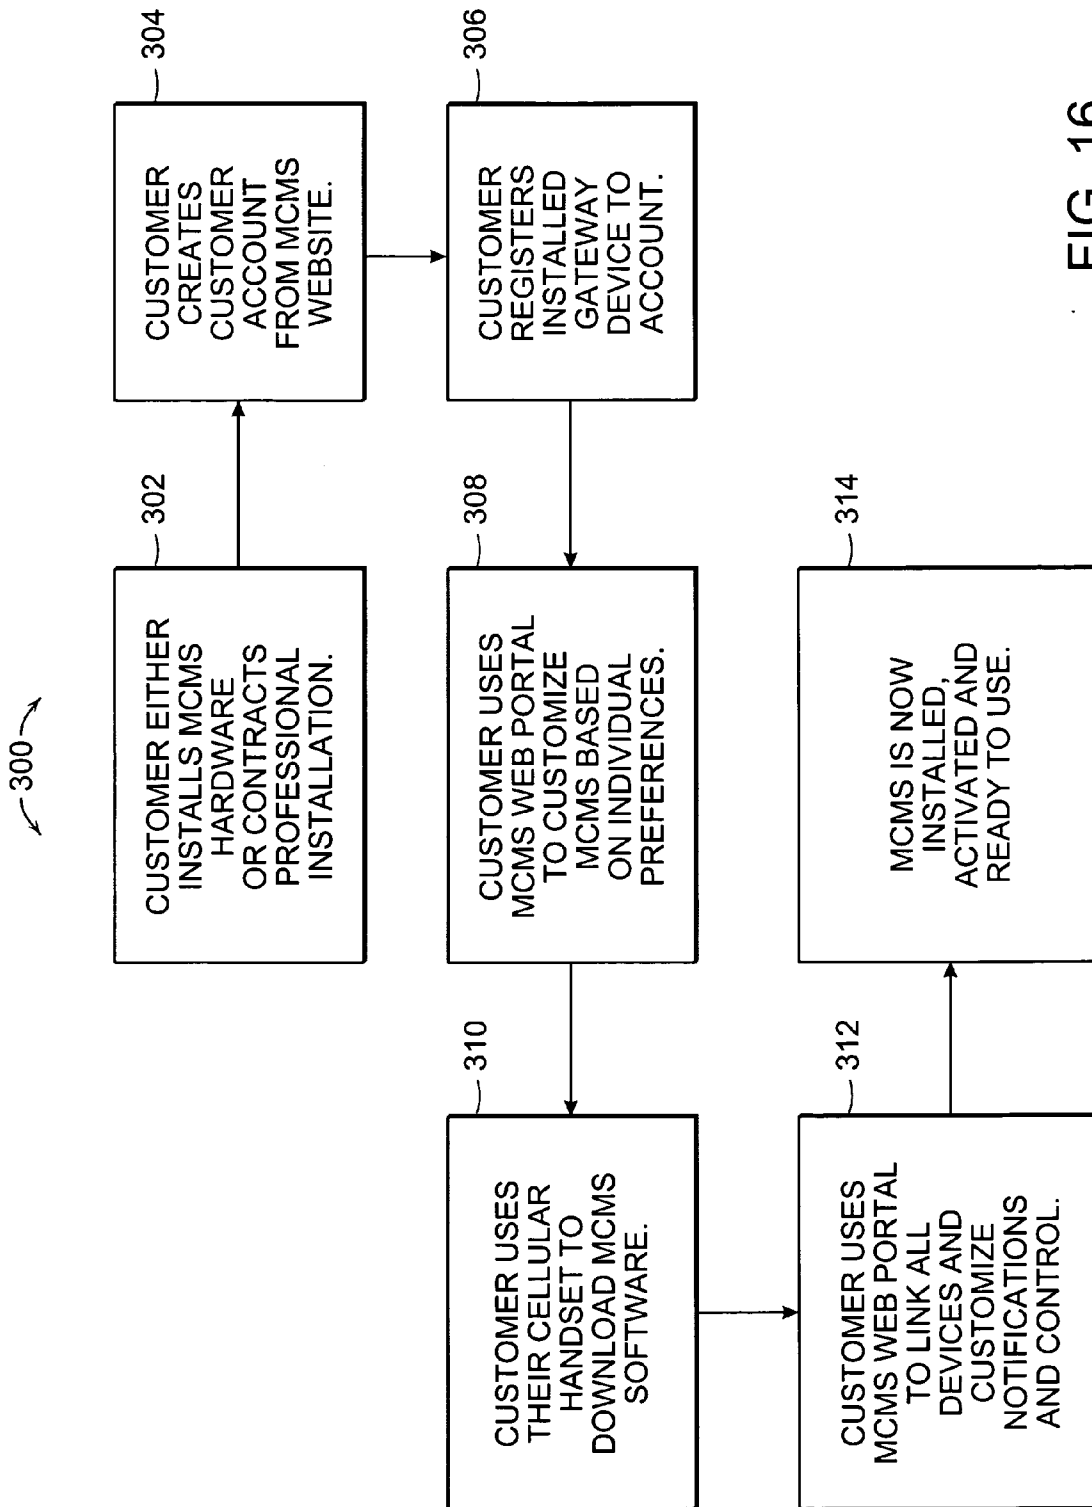 300
302
CUSTOMER EITHER
INSTALLS MCMS
HARDWARE
OR CONTRACTS
PROFESSIONAL
INSTALLATION.
304
CUSTOMER
CREATES
CUSTOMER
ACCOUNT
FROM MCMS
WEBSITE.
306
CUSTOMER
REGISTERS
INSTALLED
GATEWAY
DEVICE TO
ACCOUNT.
308
CUSTOMER USES
MCMS WEB PORTAL
TO CUSTOMIZE
MCMS BASED
ON INDIVIDUAL
PREFERENCES.
310
CUSTOMER USES
THEIR CELLULAR
HANDSET TO
DOWNLOAD MCMS
SOFTWARE.
312
CUSTOMER USES
MCMS WEB PORTAL
TO LINK ALL
DEVICES AND
CUSTOMIZE
NOTIFICATIONS
AND CONTROL.
314
MCMS IS NOW
INSTALLED,
ACTIVATED AND
READY TO USE.
FIG. 16